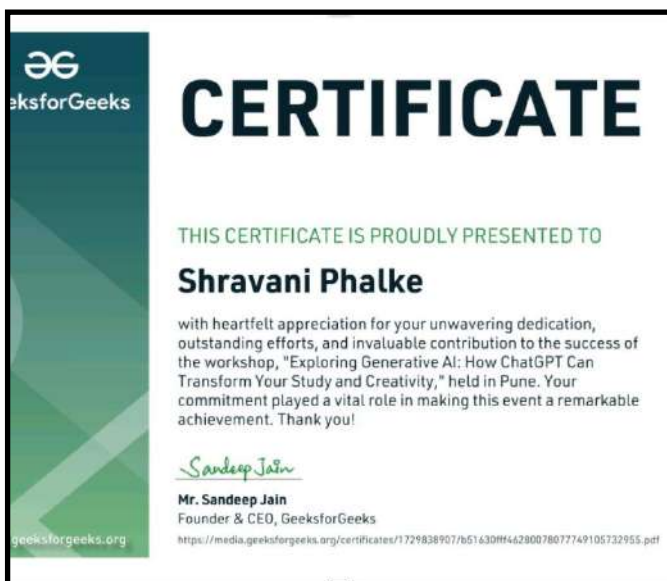 GG
eksforGeeks
CERTIFICATE
THIS CERTIFICATE IS PROUDLY PRESENTED TO
Shravani Phalke
with heartfelt appreciation for your unwavering dedication,
outstanding efforts, and invaluable contribution to the success of
the workshop, "Exploring Generative AI: How ChatGPT Can
Transform Your Study and Creativity," held in Pune. Your
commitment played a vital role in making this event a remarkable
achievement. Thank you!
Sandeep Jain
Mr. Sandeep Jain
Founder & CEO, GeeksforGeeks
geeksforgeeks.org
https://media.geeksforgeeks.org/certificates/1729838907/b51630fff46280078077749105732955.pdf